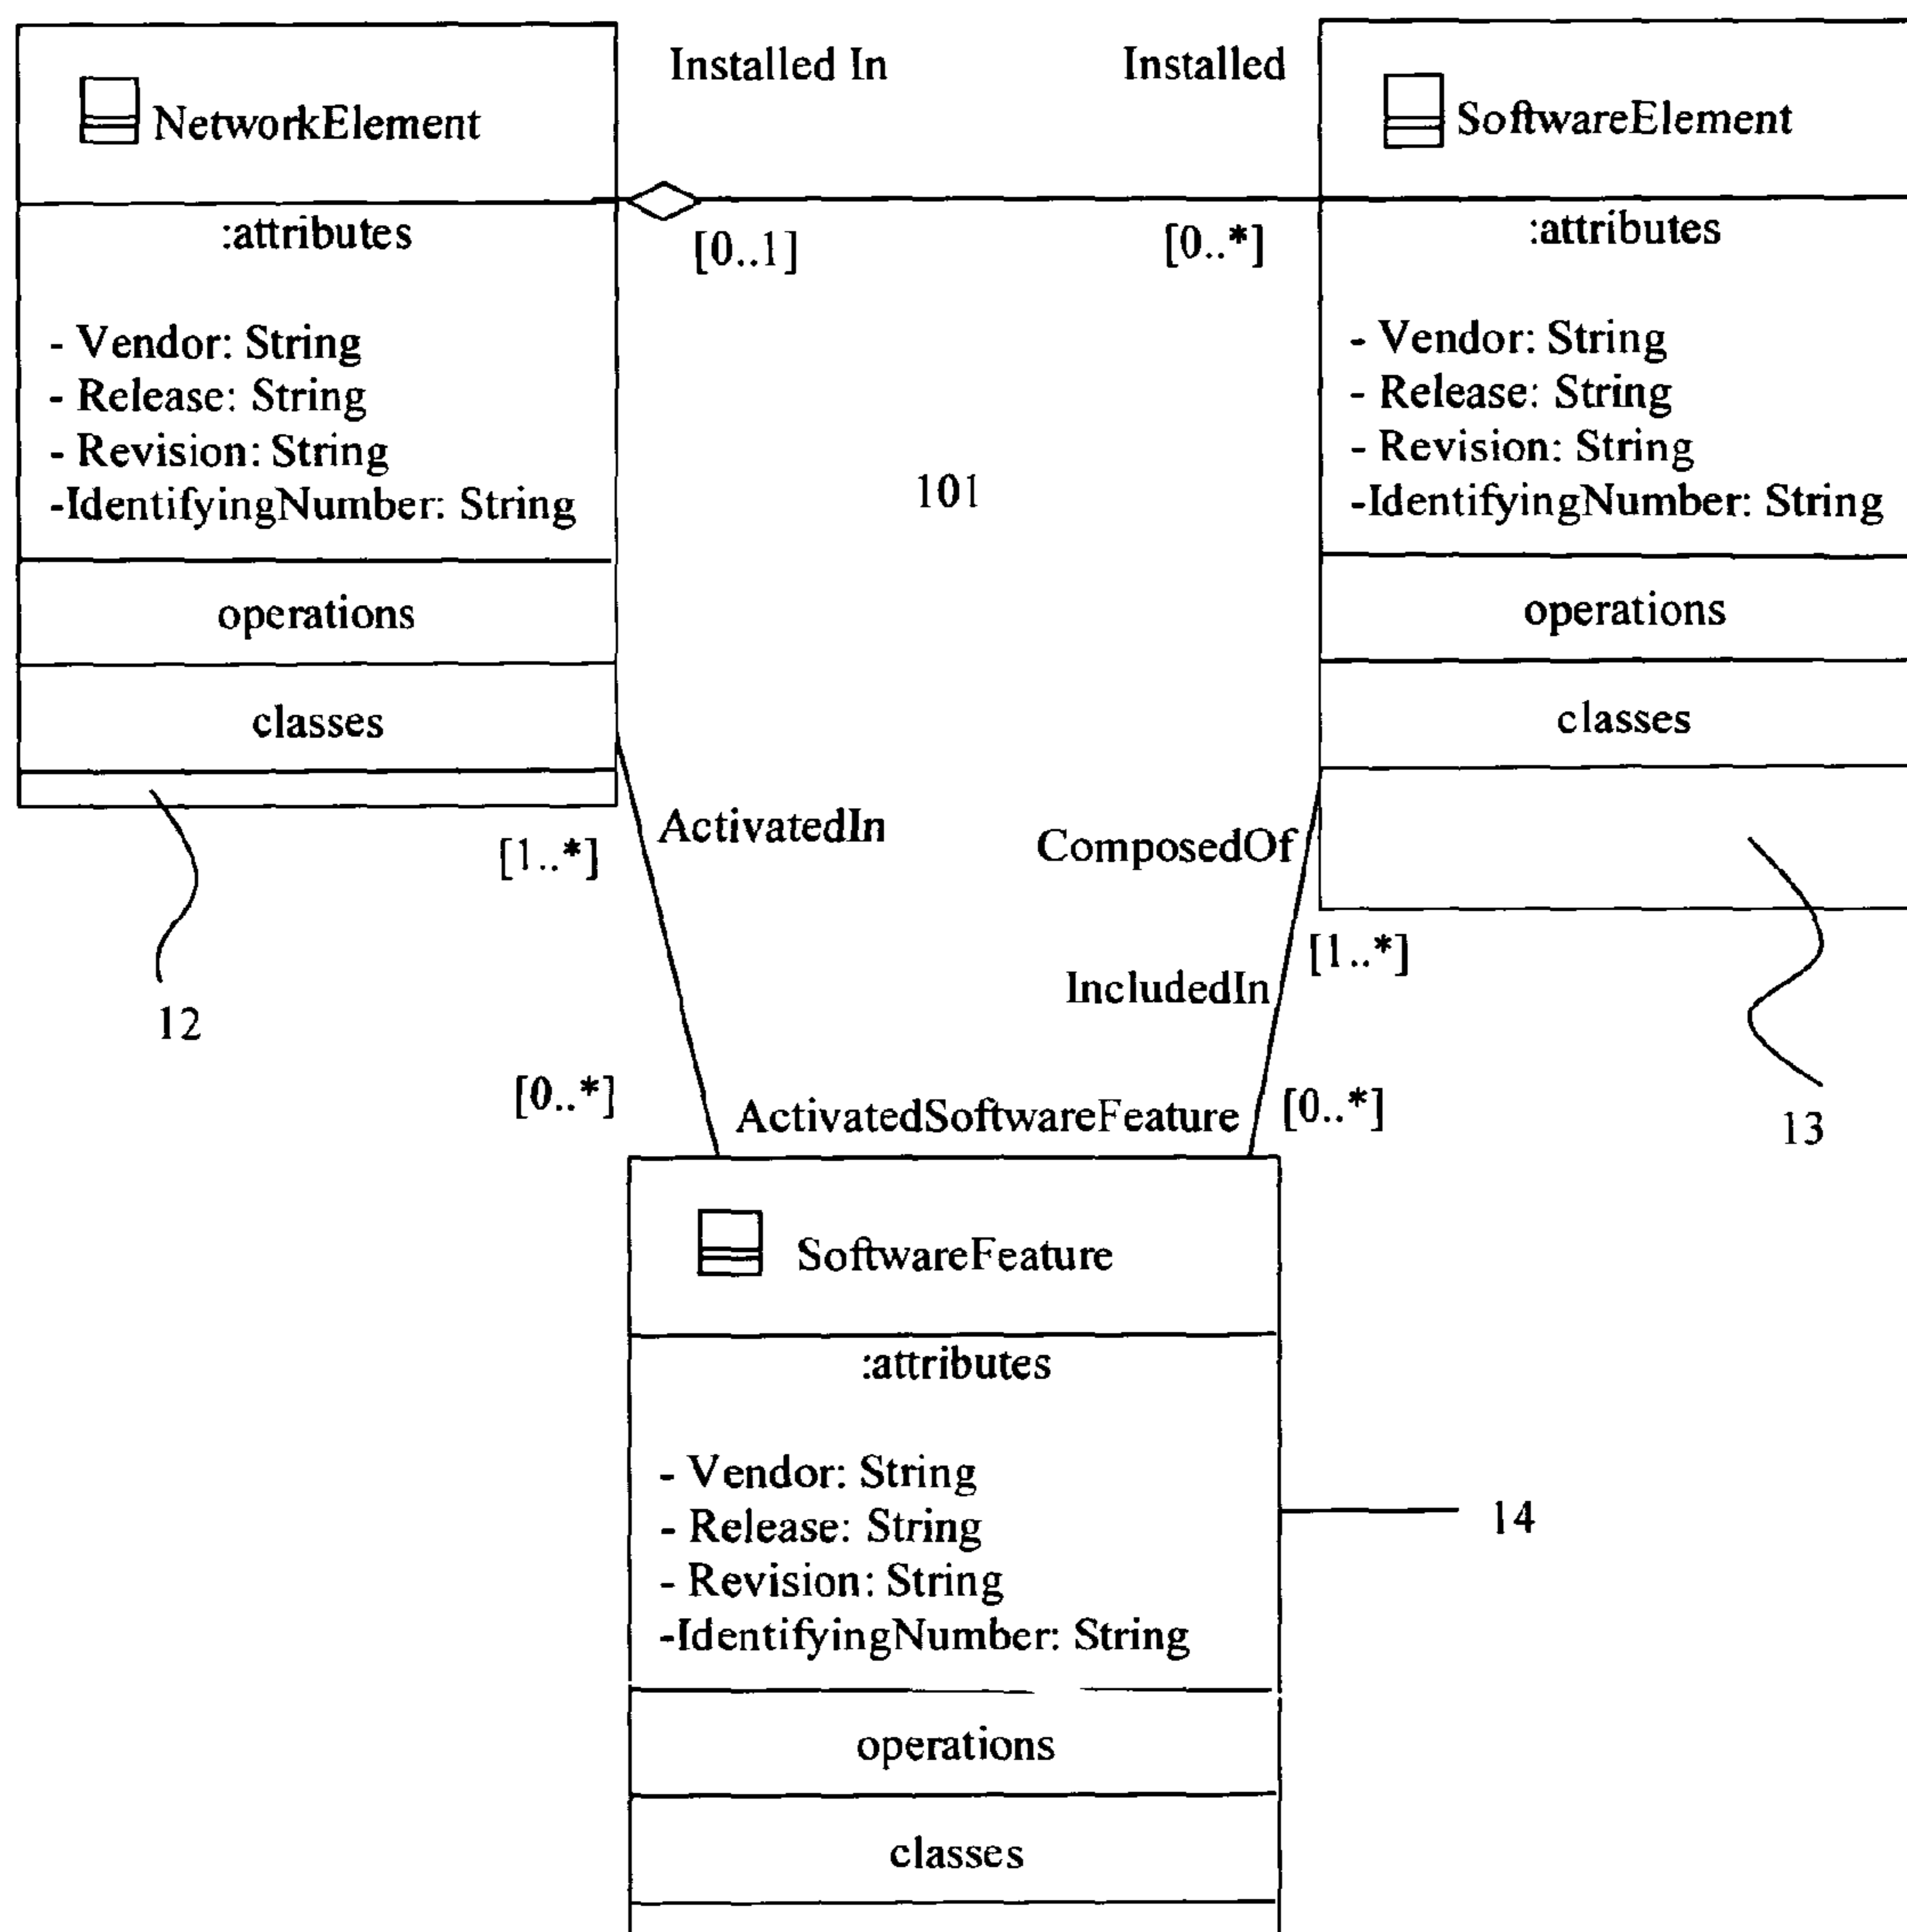 Installed In
Installed
NetworkElement
SoftwareElement
:attributes
[0..1]
[0..*]
:attributes
- Vendor: String
- Release: String
- Revision: String
-IdentifyingNumber: String
101
- Vendor: String
- Release: String
- Revision: String
-IdentifyingNumber: String
operations
operations
classes
classes
[1..*]
ActivatedIn
ComposedOf
[1..*]
IncludedIn
12
[0..*]
ActivatedSoftwareFeature
[0..*]
13
SoftwareFeature
:attributes
- Vendor: String
- Release: String
- Revision: String
-IdentifyingNumber: String
14
operations
classes